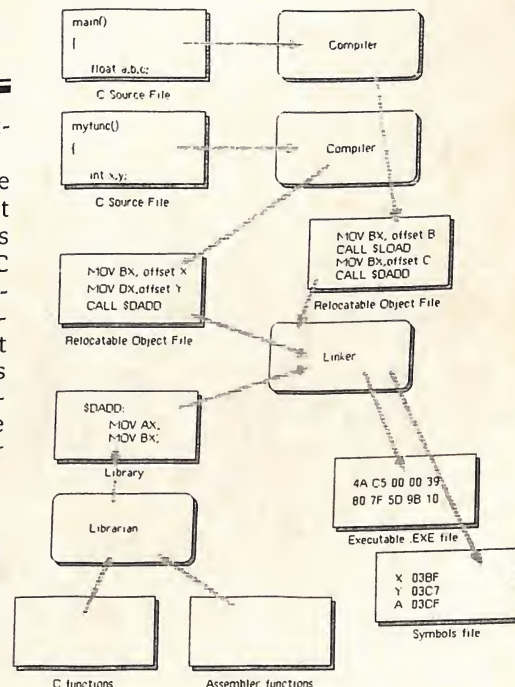 main()
{
float a,b,c;
C Source File
Compiler
myfunc()
{
int x,y;
C Source File
Compiler
MOV BX, offset B
CALL $LOAD
MOV BX,offset C
CALL $DADD
Relocatable Object File
MOV BX, offset X
MOV DX,offset Y
CALL $DADD
Relocatable Object File
Linker
$DADD:
MOV AX,
MOV BX,
Library
4A C5 00 00 39
80 7F 5D 9B 10
Executable .EXE file
Librarian
X 03BF
Y 03C7
A 03CF
Symbols file
C functions
Assembler functions